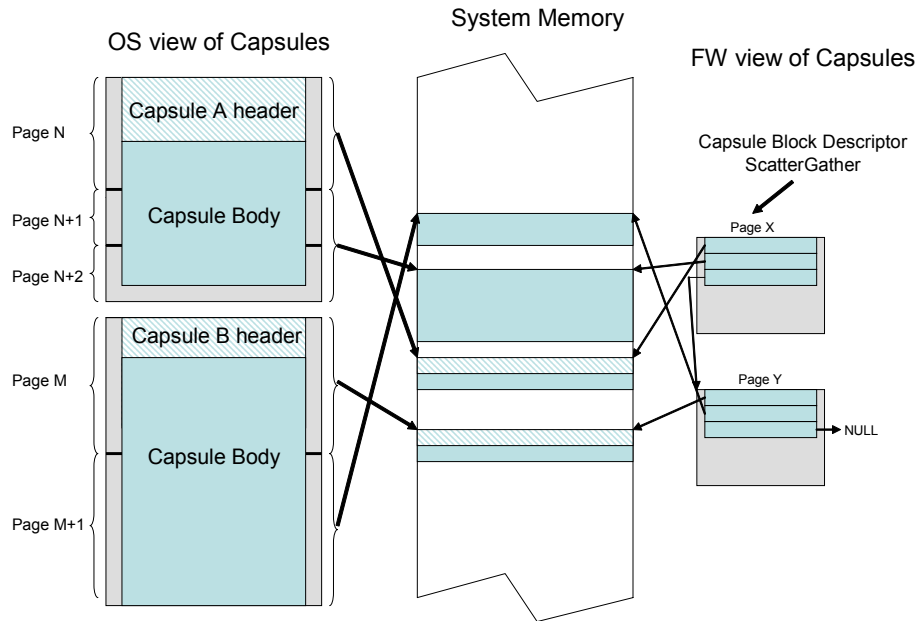 System Memory
OS view of Capsules
FW view of Capsules
Page N
Capsule A header
Capsule Body
Page N+1
Page N+2
Capsule B header
Page M
Capsule Body
Page M+1
Capsule Block Descriptor
ScatterGather
Page X
Page Y
NULL